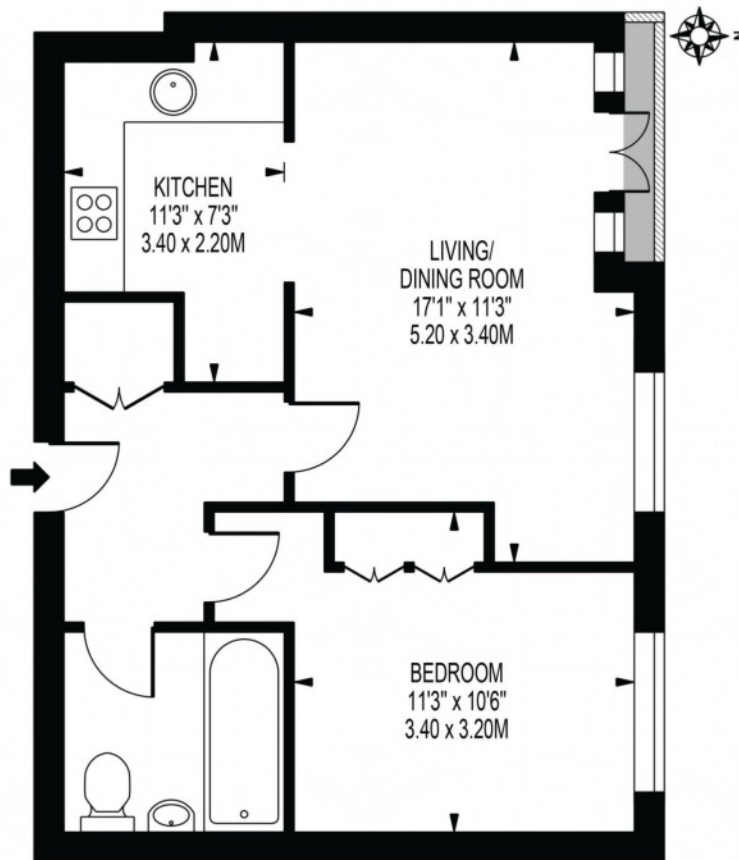 N
KITCHEN
11'3" x 7'3"
3.40 x 2.20M
LIVING/
DINING ROOM
17'1" x 11'3"
5.20 x 3.40M
BEDROOM
11'3" x 10'6"
3.40 x 3.20M